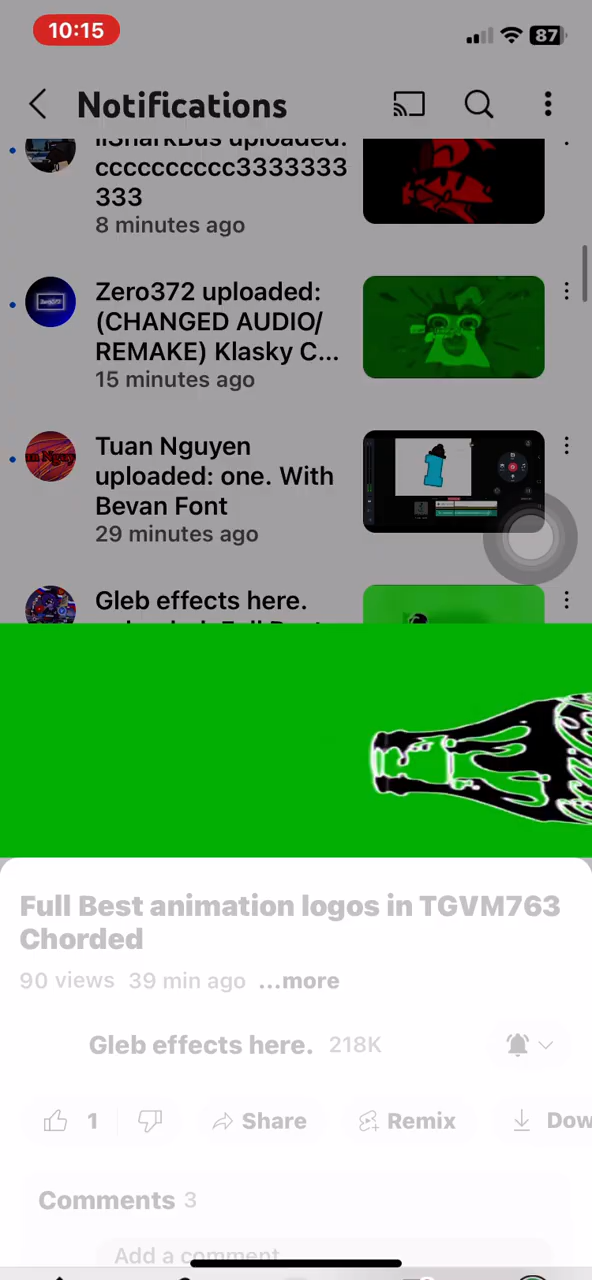 10:15
87
Notifications
uploaded:
cccccccccc3333333
333
8 minutes ago
Zero372 uploaded:
(CHANGED AUDIO/
REMAKE) Klasky C...
15 minutes ago
Tuan Nguyen
uploaded: one. With
Bevan Font
29 minutes ago
Gleb effects here.
Full Best animation logos in TGVM763
Chorded
90 views 39 min ago ...more
Gleb effects here. 218K
1 Share Remix Dow
Comments 3
Add a comment